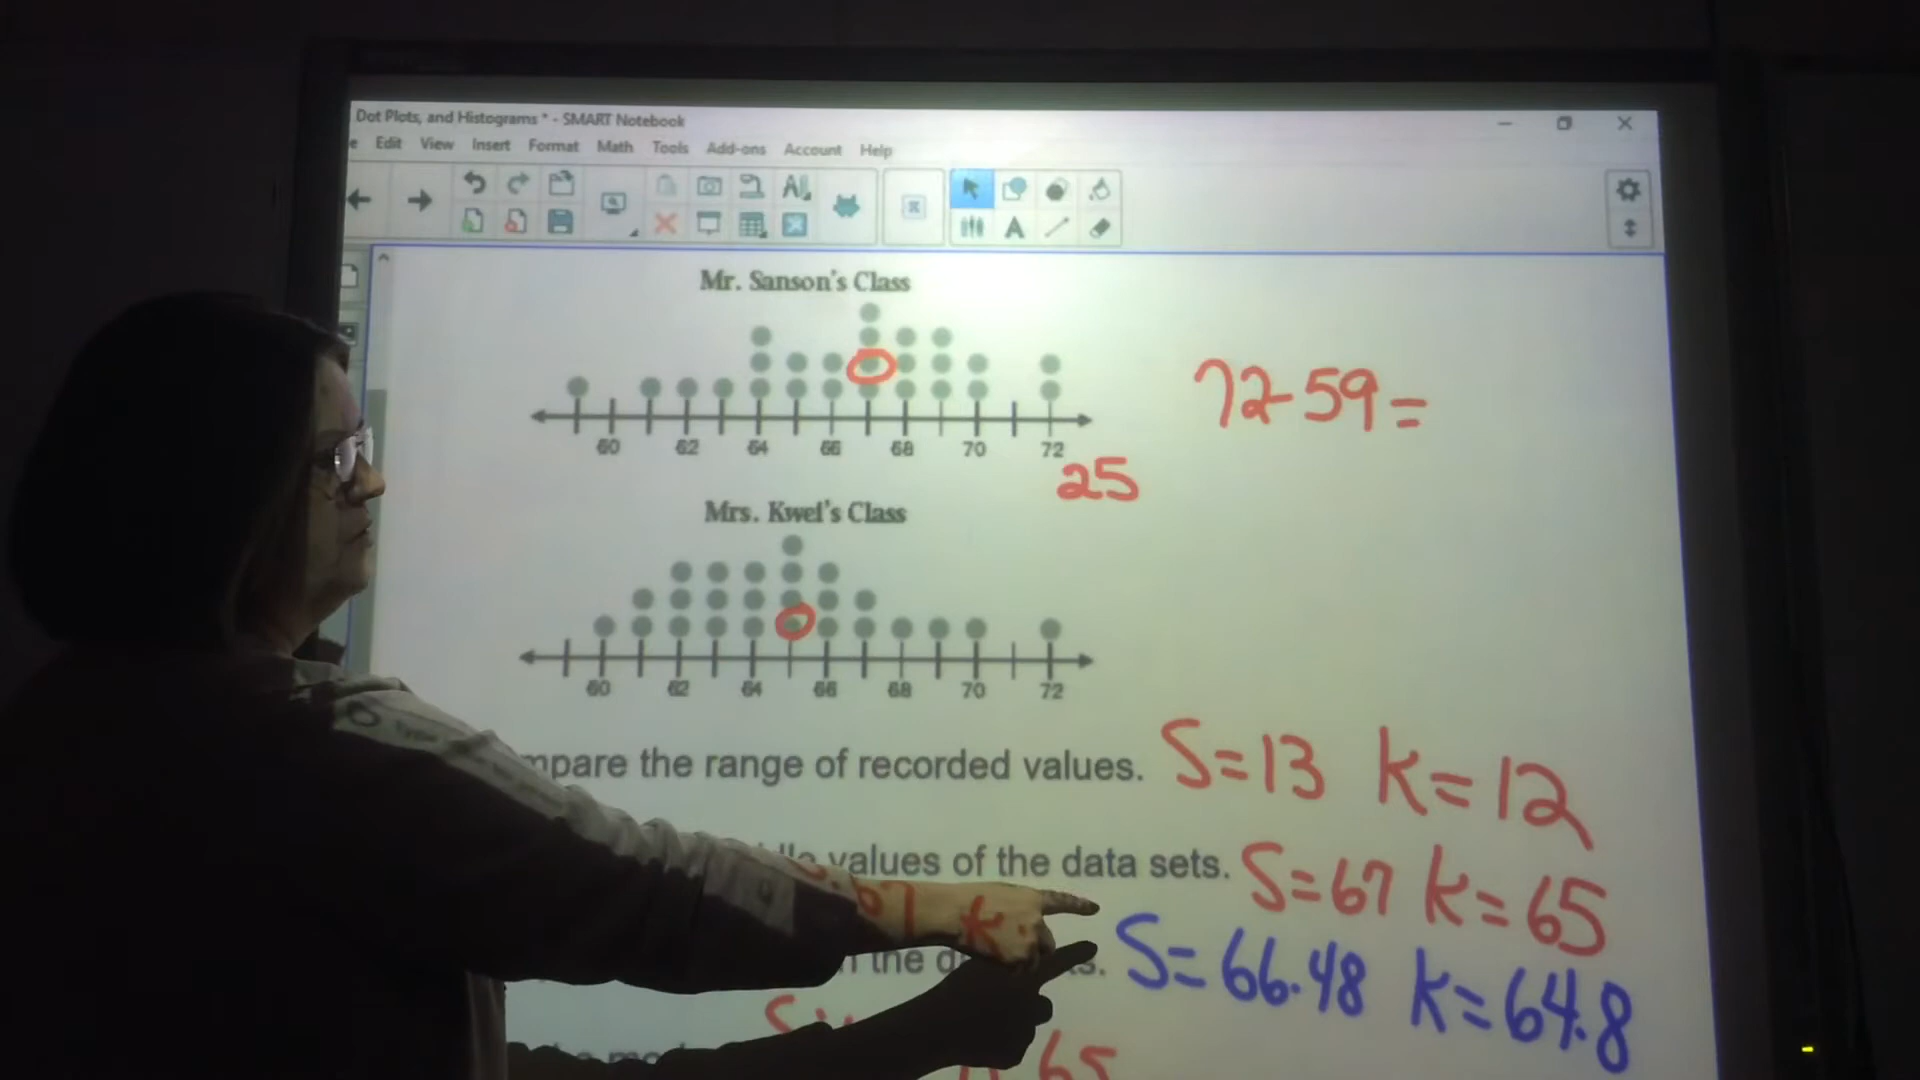 Dot Plots, and Histograms * - SMART Notebook
e Edit View Insert Format Math Tools Add-ons Account Help
Mr. Sanson's Class
72-59=
60 62 64 66 68 70 72
25
Mrs. Kwei's Class
60 62 64 66 68 70 72
mpare the range of recorded values. S=13 K=12
values of the data sets. S=67 K=65
67 K
the d s. S=66.48 K=64.8
S
65